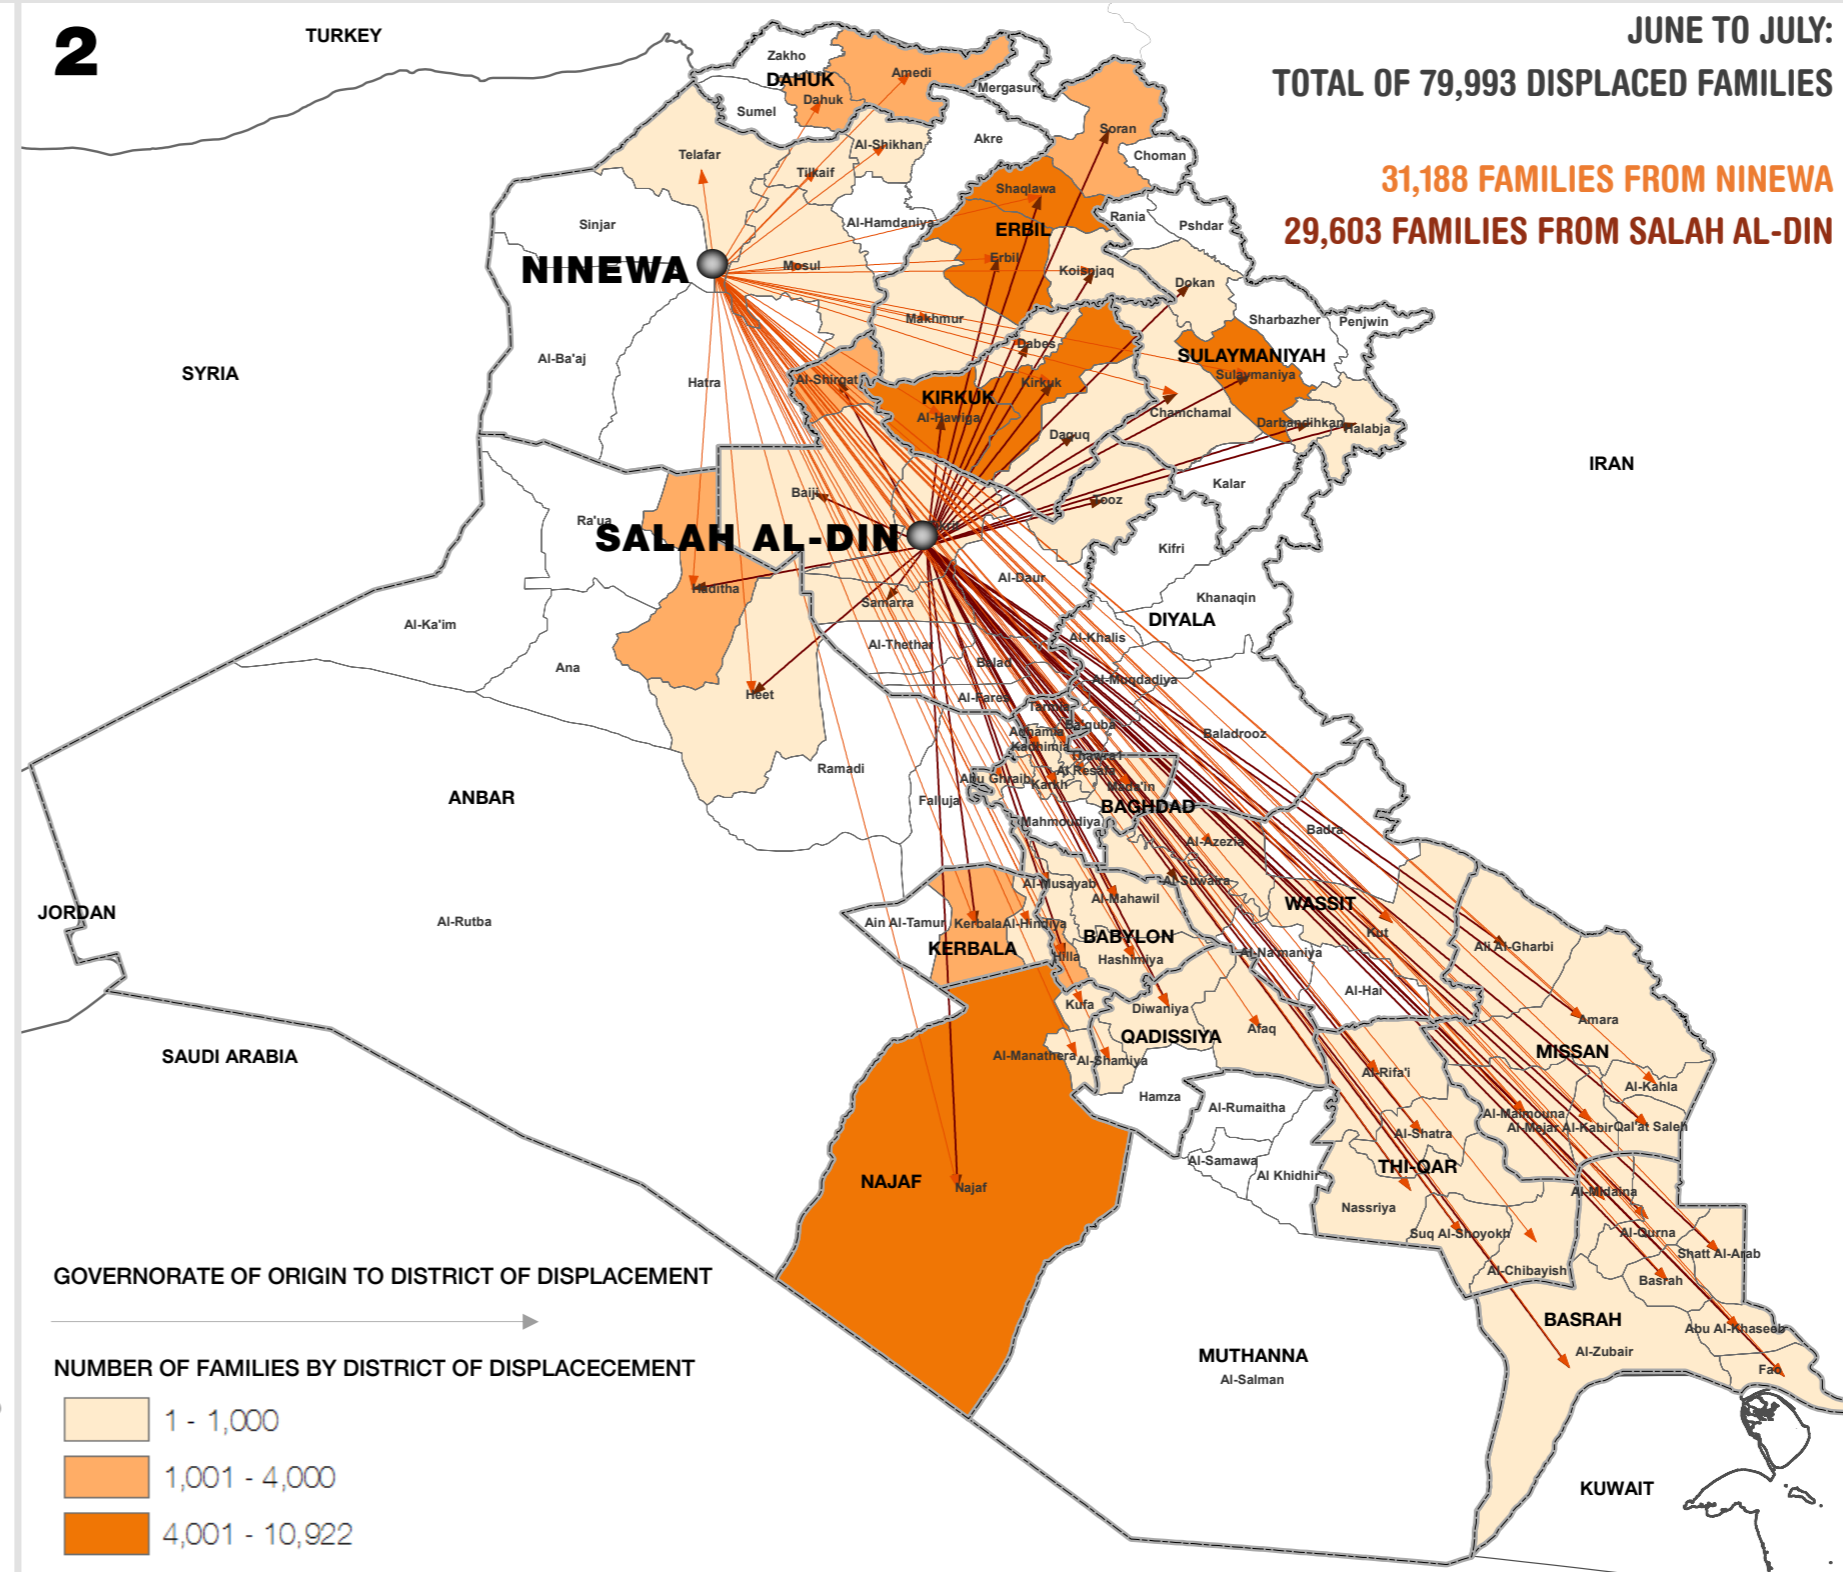 2
TURKEY
JUNE TO JULY:
TOTAL OF 79,993 DISPLACED FAMILIES
31,188 FAMILIES FROM NINEWA
29,603 FAMILIES FROM SALAH AL-DIN
Zakho
DAHUK
Amedi
Dahuk
Sumel
Mergasur
Soran
Akre
Choman
Al-Shikhan
Telafar
Tilkaif
Shaqlawa
Rania
Pshdar
Sinjar
Al-Hamdaniya
ERBIL
Erbil
NINEWA
Mosul
Koisnjaq
Dokan
Makhmur
Sharbazher
Penjwin
Dabes
SULAYMANIYAH
Sulaymaniya
Al-Ba'aj
SYRIA
Hatra
Al-Shirqat
Kirkuk
KIRKUK
Al-Hawiga
Chamchamal
Darbandihkan
Halabja
Daquq
IRAN
Kalar
Baiji
Tooz
Ra'ua
SALAH AL-DIN
Kifri
Al-Daur
Haditha
Samarra
Khanaqin
DIYALA
Al-Ka'im
Al-Khalis
Al-Thethar
Balad
Ana
Al-Muqdadiya
Heet
Al-Fares
Tarmia
Ba'quba
Adhamia
Baladrooz
Kadhimia
Thawra1
Ramadi
Al Resafa
Abu Ghraib
Karkh
Mada'in
ANBAR
Falluja
BAGHDAD
Mahmoudiya
Badra
Al-Azezia
Al-Musayab
Al-Suwaira
Al-Mahawil
WASSIT
JORDAN
Al-Rutba
Ain Al-Tamur
Kerbala
Al-Hindiya
Kut
BABYLON
KERBALA
Hilla
Hashimiya
Al-Na'maniya
Ali Al-Gharbi
Al-Hai
Kufa
Diwaniya
Amara
Afaq
QADISSIYA
MISSAN
SAUDI ARABIA
Al-Manathera
Al-Shamiya
Al-Rifa'i
Al-Kahla
Hamza
Al-Rumaitha
Al-Maimouna
Al-Mejar Al-Kabir
Qal'at Saleh
Al-Shatra
Al-Samawa
THI-QAR
Al Khidhir
NAJAF
Najaf
Al-Midaina
Nassriya
Suq Al-Shoyokh
Al-Qurna
Shatt Al-Arab
Al-Chibayish
Basrah
GOVERNORATE OF ORIGIN TO DISTRICT OF DISPLACEMENT
BASRAH
Abu Al-Khaseeb
Al-Zubair
MUTHANNA
Al-Salman
Fao
NUMBER OF FAMILIES BY DISTRICT OF DISPLACECEMENT
1 - 1,000
1,001 - 4,000
4,001 - 10,922
KUWAIT